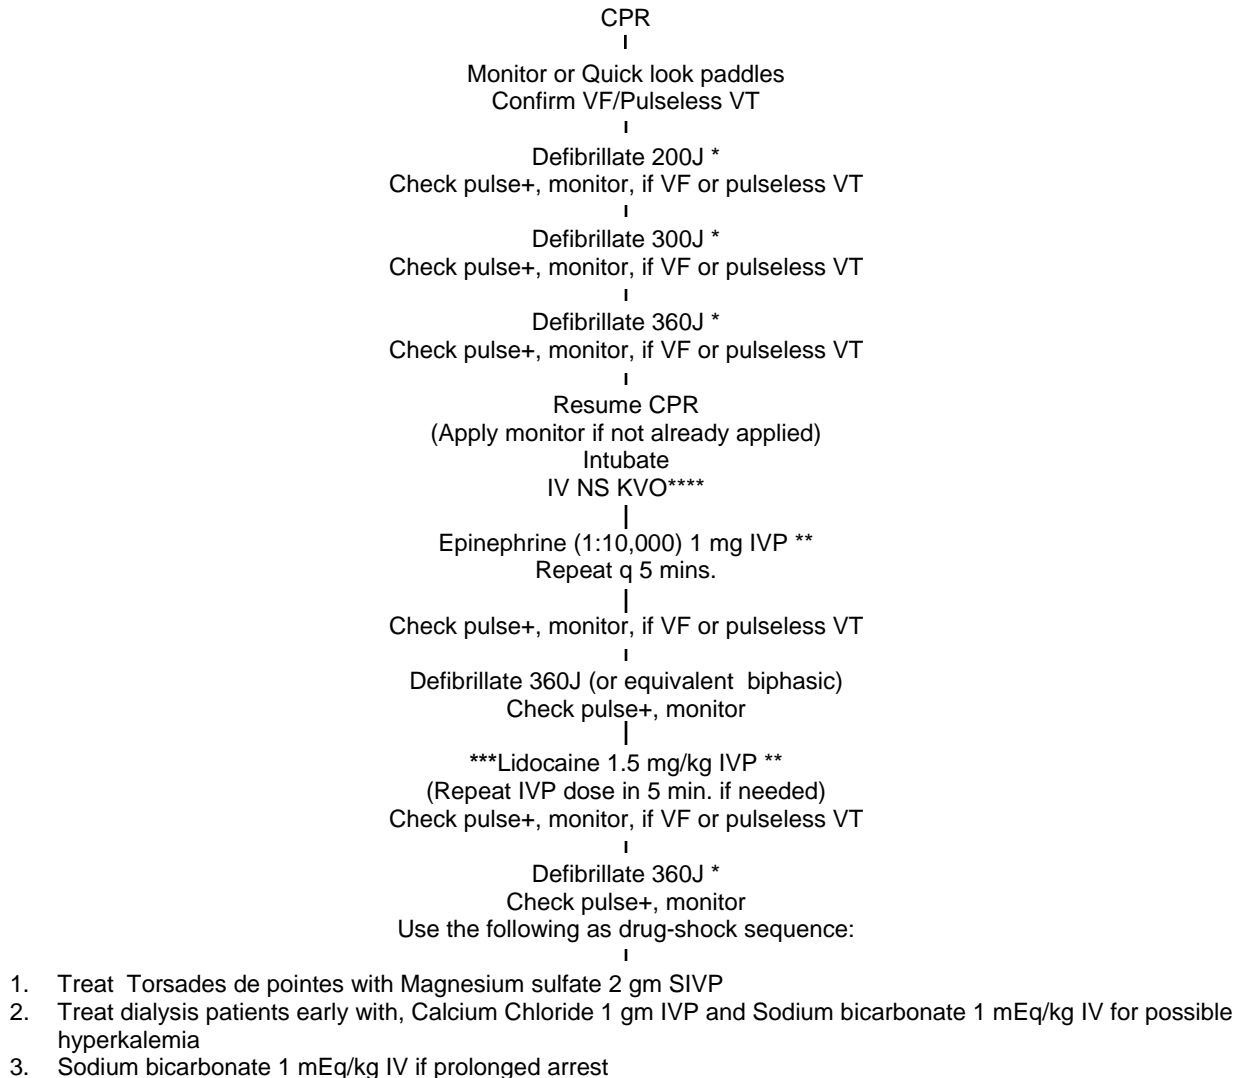 CPR
Monitor or Quick look paddles
Confirm VF/Pulseless VT
Defibrillate 200J *
Check pulse+, monitor, if VF or pulseless VT
Defibrillate 300J *
Check pulse+, monitor, if VF or pulseless VT
Defibrillate 360J *
Check pulse+, monitor, if VF or pulseless VT
Resume CPR
(Apply monitor if not already applied)
Intubate
IV NS KVO****
Epinephrine (1:10,000) 1 mg IVP **
Repeat q 5 mins.
Check pulse+, monitor, if VF or pulseless VT
Defibrillate 360J (or equivalent biphasic)
Check pulse+, monitor
***Lidocaine 1.5 mg/kg IVP **
(Repeat IVP dose in 5 min. if needed)
Check pulse+, monitor, if VF or pulseless VT
Defibrillate 360J *
Check pulse+, monitor
Use the following as drug-shock sequence:
1. Treat Torsades de pointes with Magnesium sulfate 2 gm SIVP
2. Treat dialysis patients early with, Calcium Chloride 1 gm IVP and Sodium bicarbonate 1 mEq/kg IV for possible
hyperkalemia
3. Sodium bicarbonate 1 mEq/kg IV if prolonged arrest